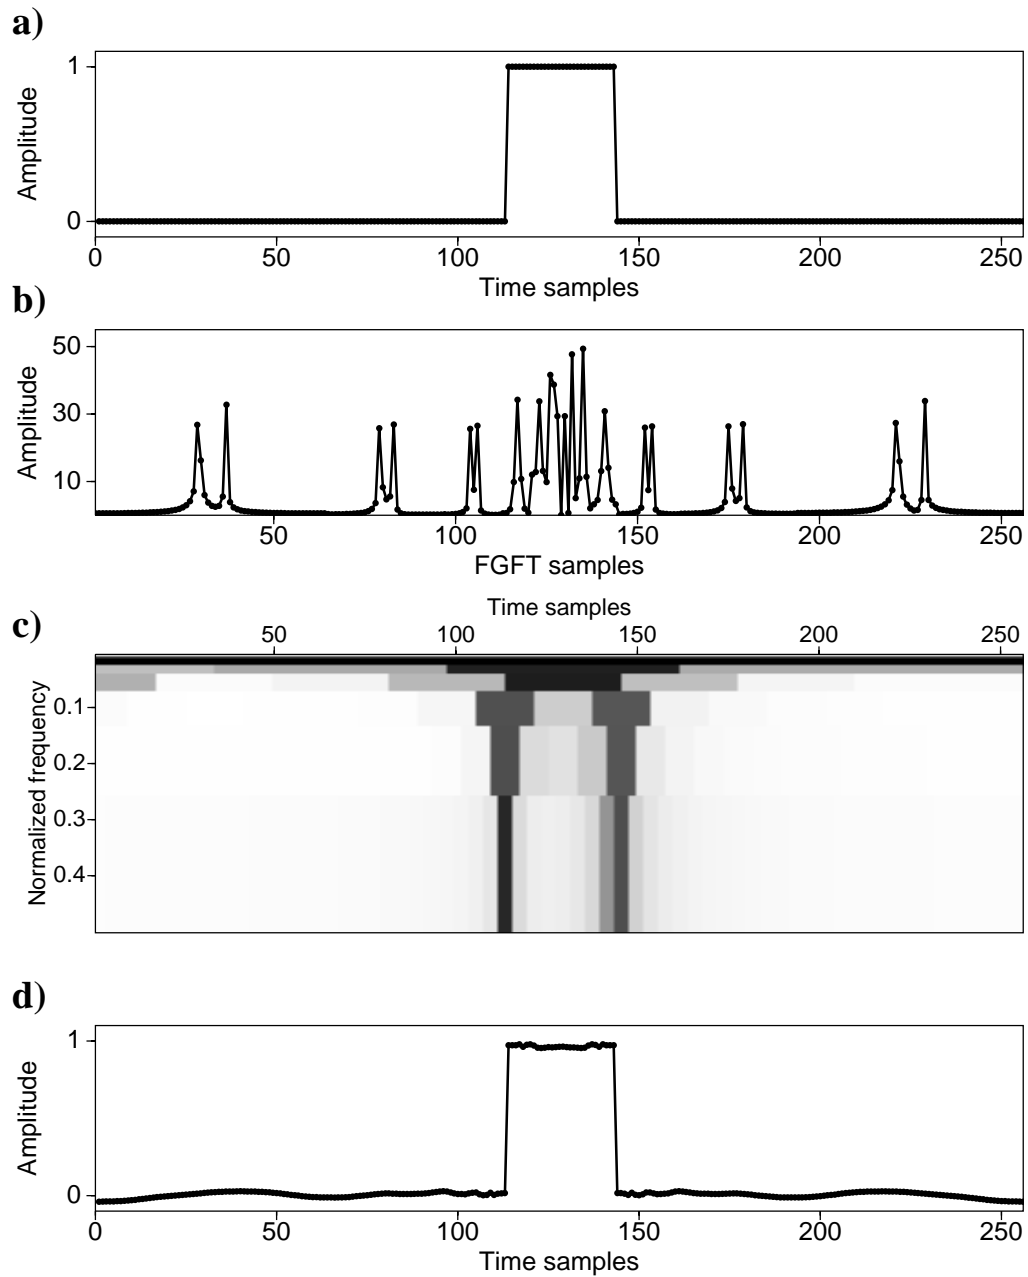 a)
Amplitude
1
0
0 50 100 150 200 250
Time samples
b)
Amplitude
50
30
10
50 100 150 200 250
FGFT samples
c)
Time samples
50 100 150 200 250
Normalized frequency
0.1
0.2
0.3
0.4
d)
Amplitude
1
0
0 50 100 150 200 250
Time samples